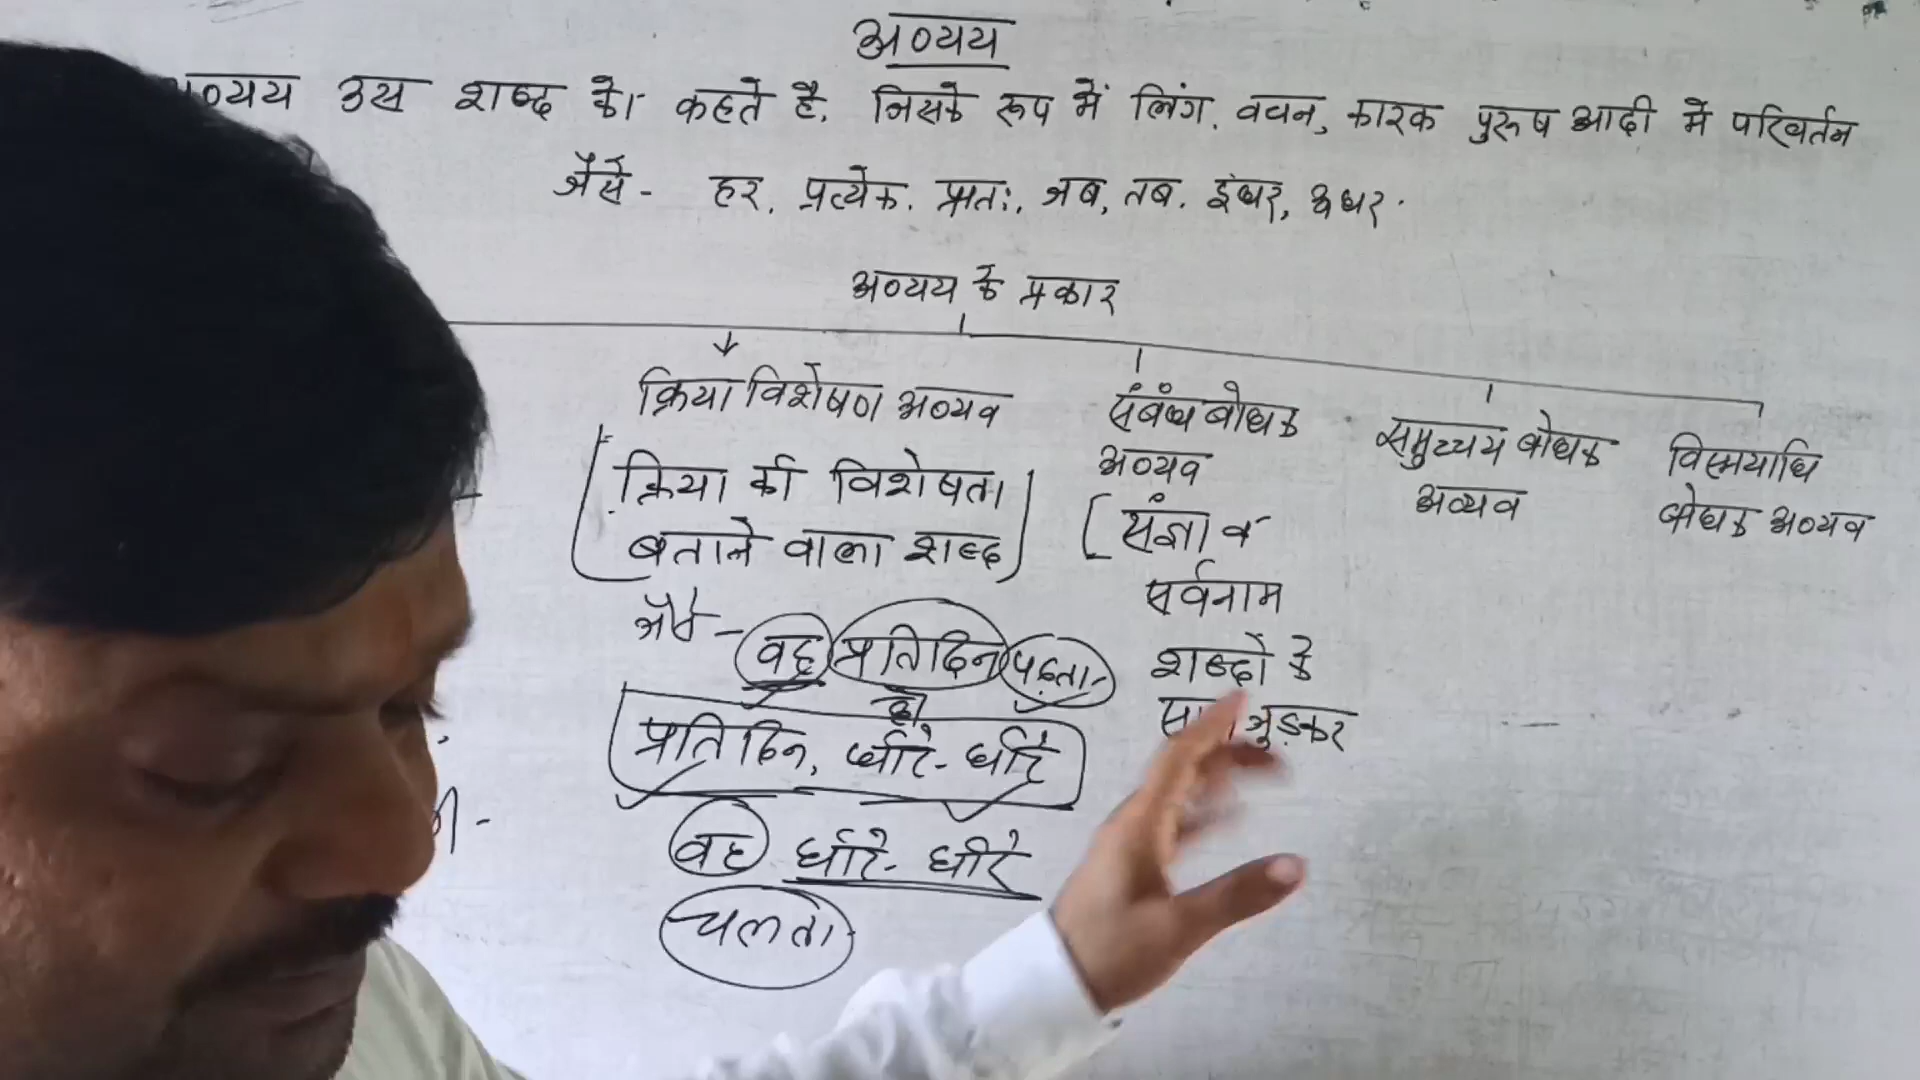 अव्यय
अव्यय उस शब्द को कहते है. जिसके रूप में लिंग. वचन, कारक पुरूष आदी में परिवर्तन
जैसे - हर. प्रत्येक. प्रातः, जब, तब. इधर,
अव्यय के प्रकार
क्रिया विशेषण अव्यव
क्रिया की विशेषता
बताने वाला शब्द
जैसे - वह प्रतिदिन पढ़ता
है।
प्रतिदिन, धीरे - धीरे
वह धीरे - धीरे
चलता
संबंध बोधक
अव्यव
संज्ञा व
सर्वनाम
शब्दों के
जुड़कर
समुच्चय बोधक
अव्यव
विस्मयाधि
बोधक अव्यव